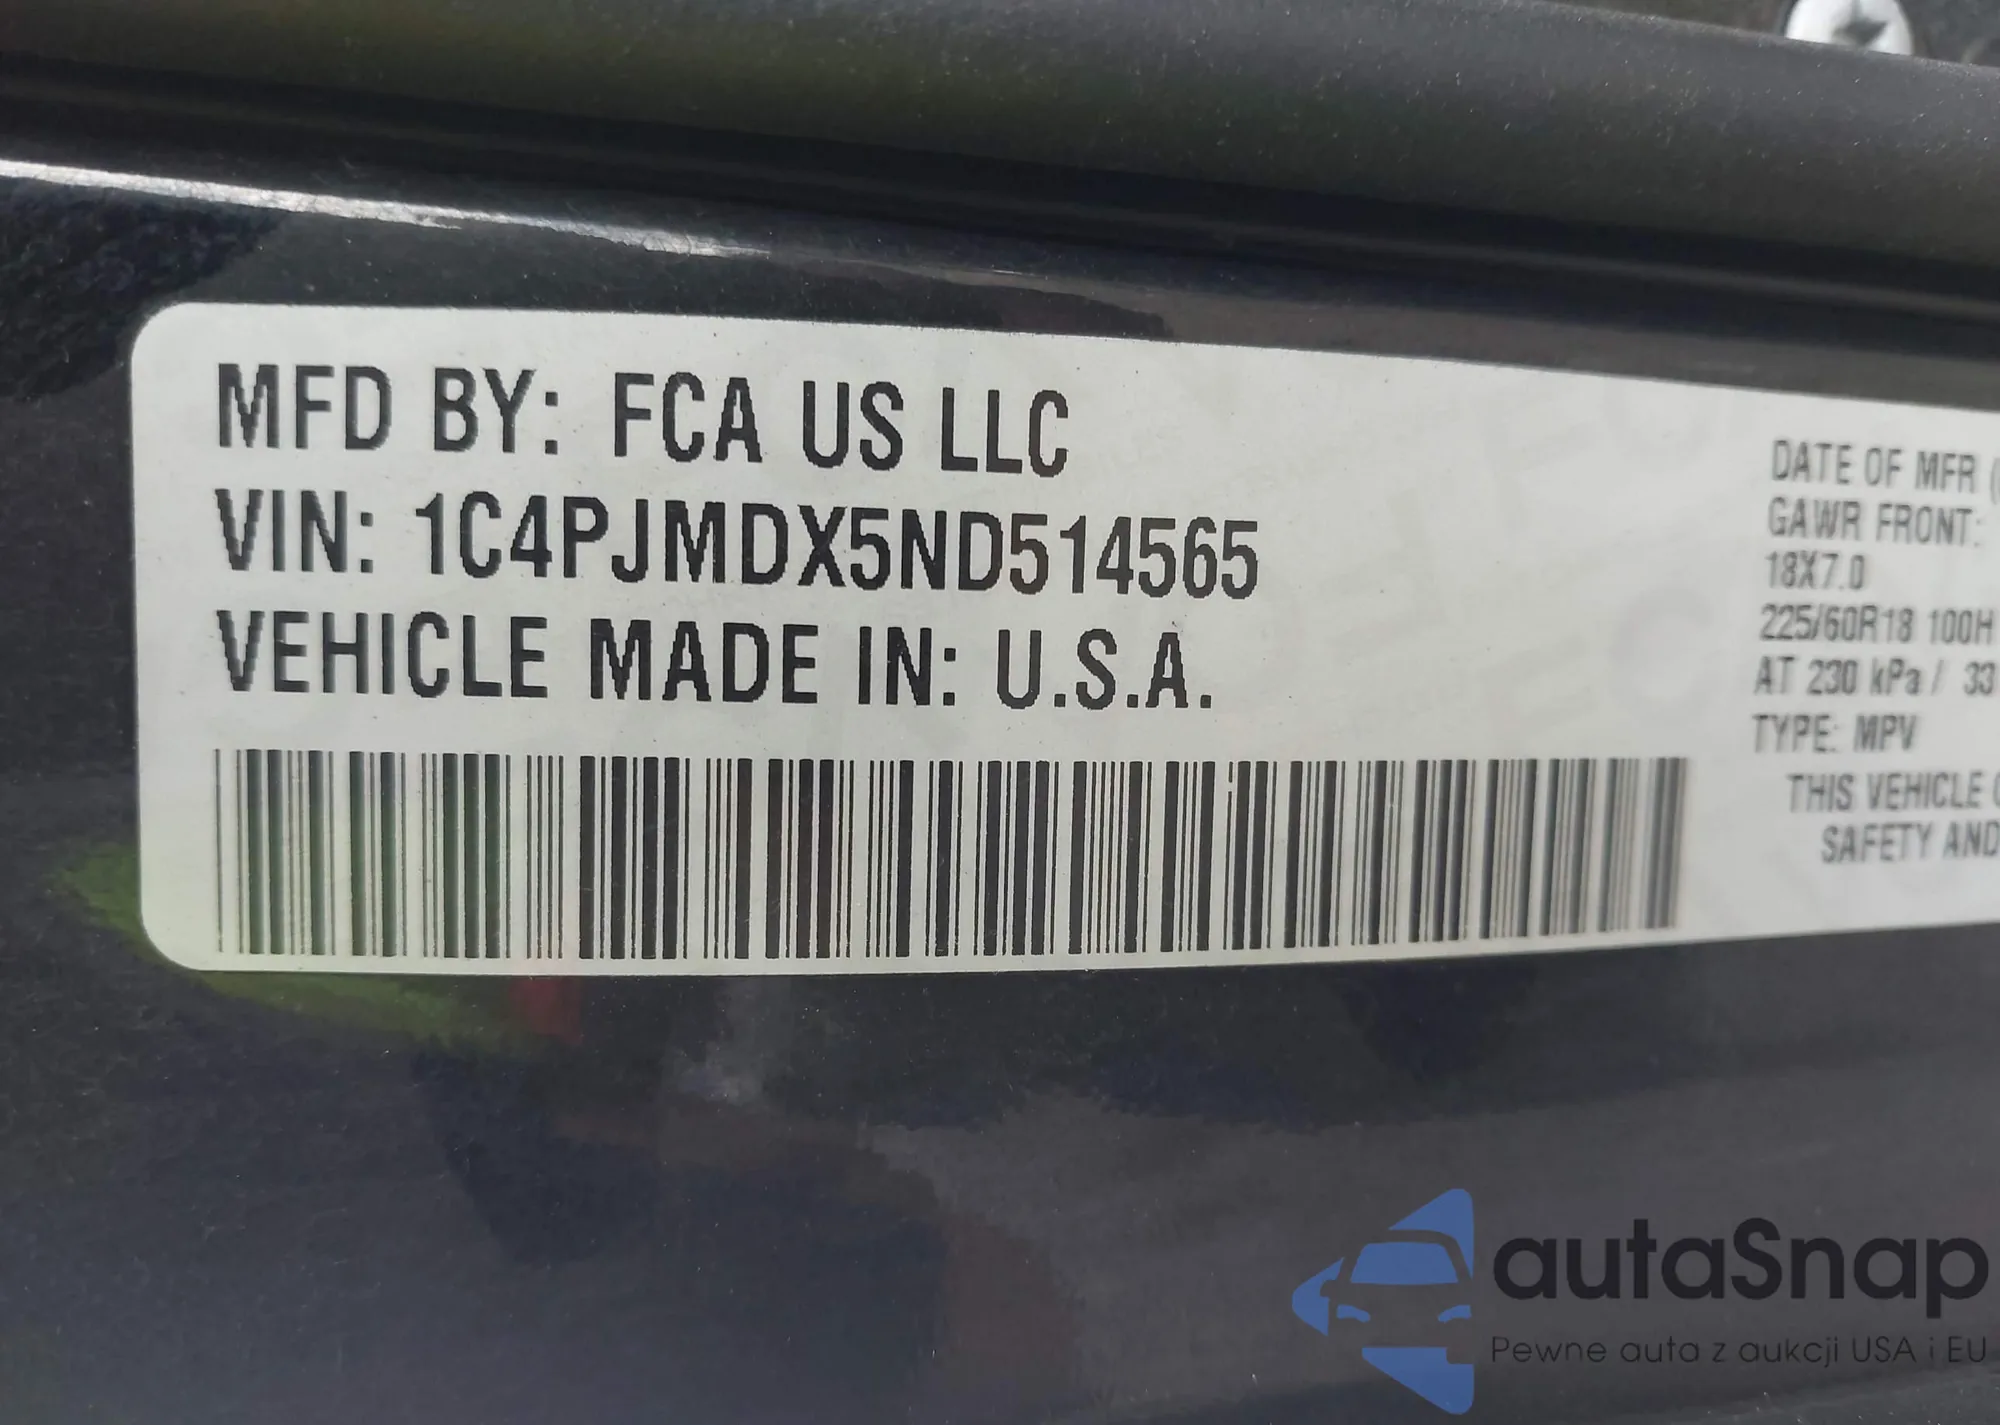 MFD BY: FCA US LLC
VIN: 1C4PJMDX5ND514565
VEHICLE MADE IN: U.S.A.
DATE OF MFR (
GAWR FRONT:
18X7.0
225/60R18 100H
AT 230 kPa / 33
TYPE: MPV
THIS VEHICLE
SAFETY AND
autaSnap
Pewne auta z aukcji USA i EU